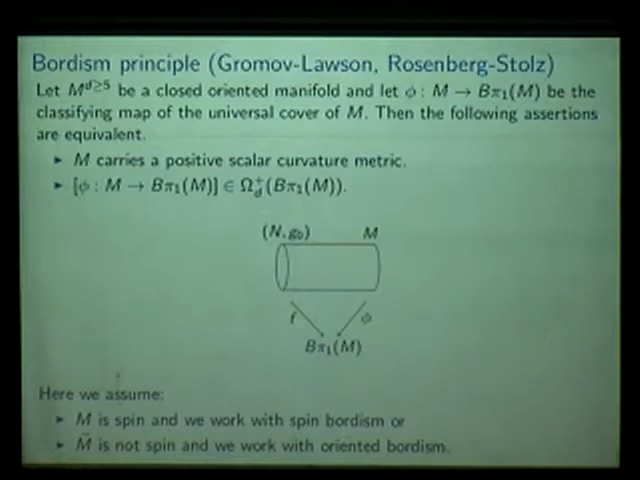 Bordism principle (Gromov-Lawson, Rosenberg-Stolz)
Let M^{d≥5} be a closed oriented manifold and let ϕ : M → Bπ₁(M) be the
classifying map of the universal cover of M. Then the following assertions
are equivalent.
▸ M carries a positive scalar curvature metric.
▸ [ϕ : M → Bπ₁(M)] ∈ Ω_d^+(Bπ₁(M)).
(N, g₀) M
f ϕ
Bπ₁(M)
Here we assume:
▸ M is spin and we work with spin bordism or
▸ M̃ is not spin and we work with oriented bordism.